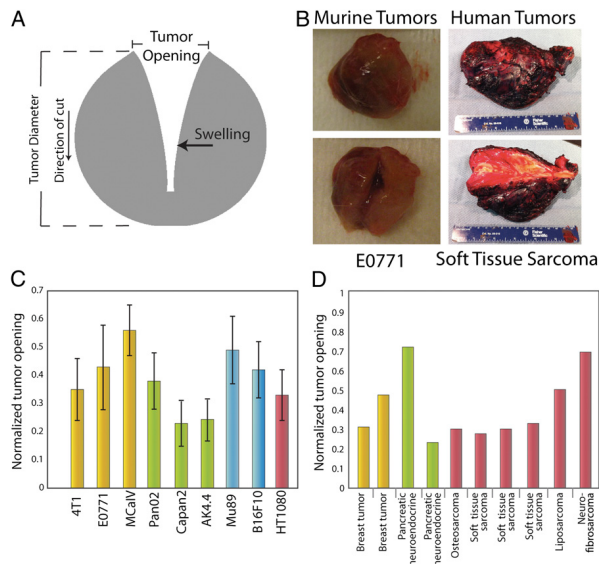 A
Tumor
Opening
Tumor Diameter
Direction of cut
Swelling
B
Murine Tumors
Human Tumors
Fisher
Scientific
Fisher
Scientific
E0771
Soft Tissue Sarcoma
C
Normalized tumor opening
0.7
0.6
0.5
0.4
0.3
0.2
0.1
0
4T1
E0771
MCaIV
Pan02
Capan2
AK4.4
Mu89
B16F10
HT1080
D
Normalized tumor opening
1
0.9
0.8
0.7
0.6
0.5
0.4
0.3
0.2
0.1
0
Breast tumor
Breast tumor
Pancreatic
neuroendocrine
Pancreatic
neuroendocrine
Osteosarcoma
Soft tissue
sarcoma
Soft tissue
sarcoma
Soft tissue
sarcoma
Liposarcoma
Neuro-
fibrosarcoma